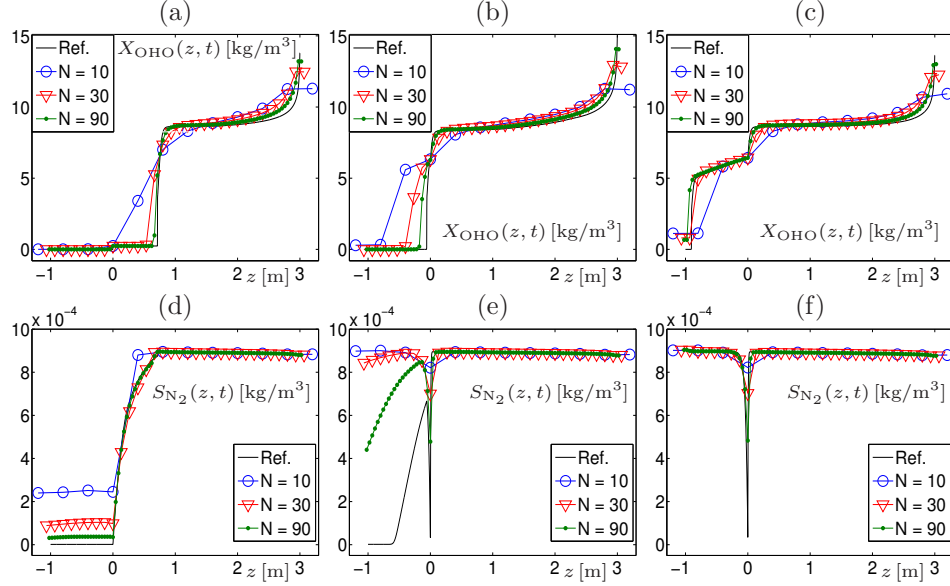 (a) (b) (c)
15
X_OHO(z, t) [kg/m³]
Ref.
N = 10
N = 30
N = 90
10
5
0
−1 0 1 2 3
z [m]
15
Ref.
N = 10
N = 30
N = 90
10
5
0
X_OHO(z, t) [kg/m³]
−1 0 1 2 3
z [m]
15
Ref.
N = 10
N = 30
N = 90
10
5
0
X_OHO(z, t) [kg/m³]
−1 0 1 2 3
z [m]
(d) (e) (f)
x 10⁻⁴
10
8
6
4
2
0
S_N₂(z, t) [kg/m³]
Ref.
N = 10
N = 30
N = 90
−1 0 1 2 3
z [m]
x 10⁻⁴
10
8
6
4
2
0
S_N₂(z, t) [kg/m³]
Ref.
N = 10
N = 30
N = 90
−1 0 1 2 3
z [m]
x 10⁻⁴
10
8
6
4
2
0
S_N₂(z, t) [kg/m³]
Ref.
N = 10
N = 30
N = 90
−1 0 1 2 3
z [m]